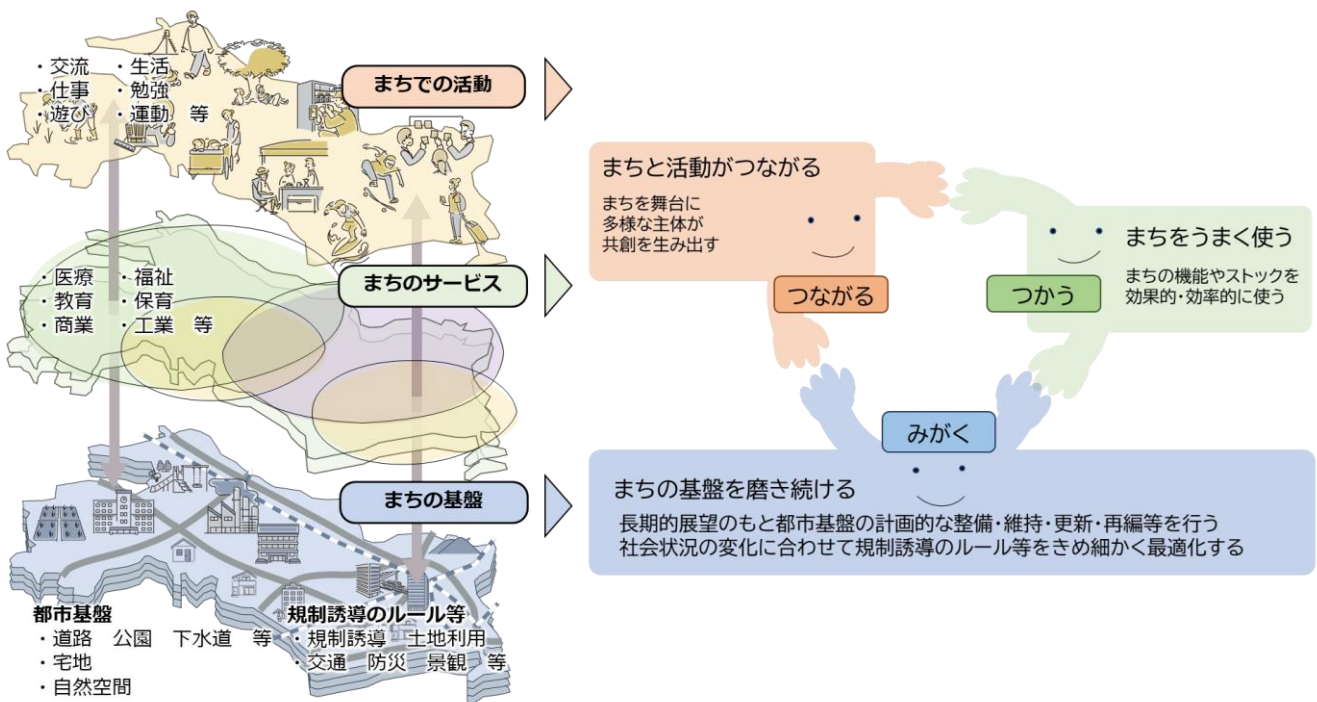 ・交流 ・生活
・仕事 ・勉強
・遊び ・運動 等
まちでの活動
・医療 ・福祉
・教育 ・保育
・商業 ・工業 等
まちのサービス
まちの基盤
都市基盤
・道路 公園 下水道 等
・宅地
・自然空間
規制誘導のルール等
・規制誘導 土地利用
・交通 防災 景観 等
まちと活動がつながる
まちを舞台に
多様な主体が
共創を生み出す
つながる
まちをうまく使う
まちの機能やストックを
効果的・効率的に使う
つかう
みがく
まちの基盤を磨き続ける
長期的展望のもと都市基盤の計画的な整備・維持・更新・再編等を行う
社会状況の変化に合わせて規制誘導のルール等をきめ細かく最適化する